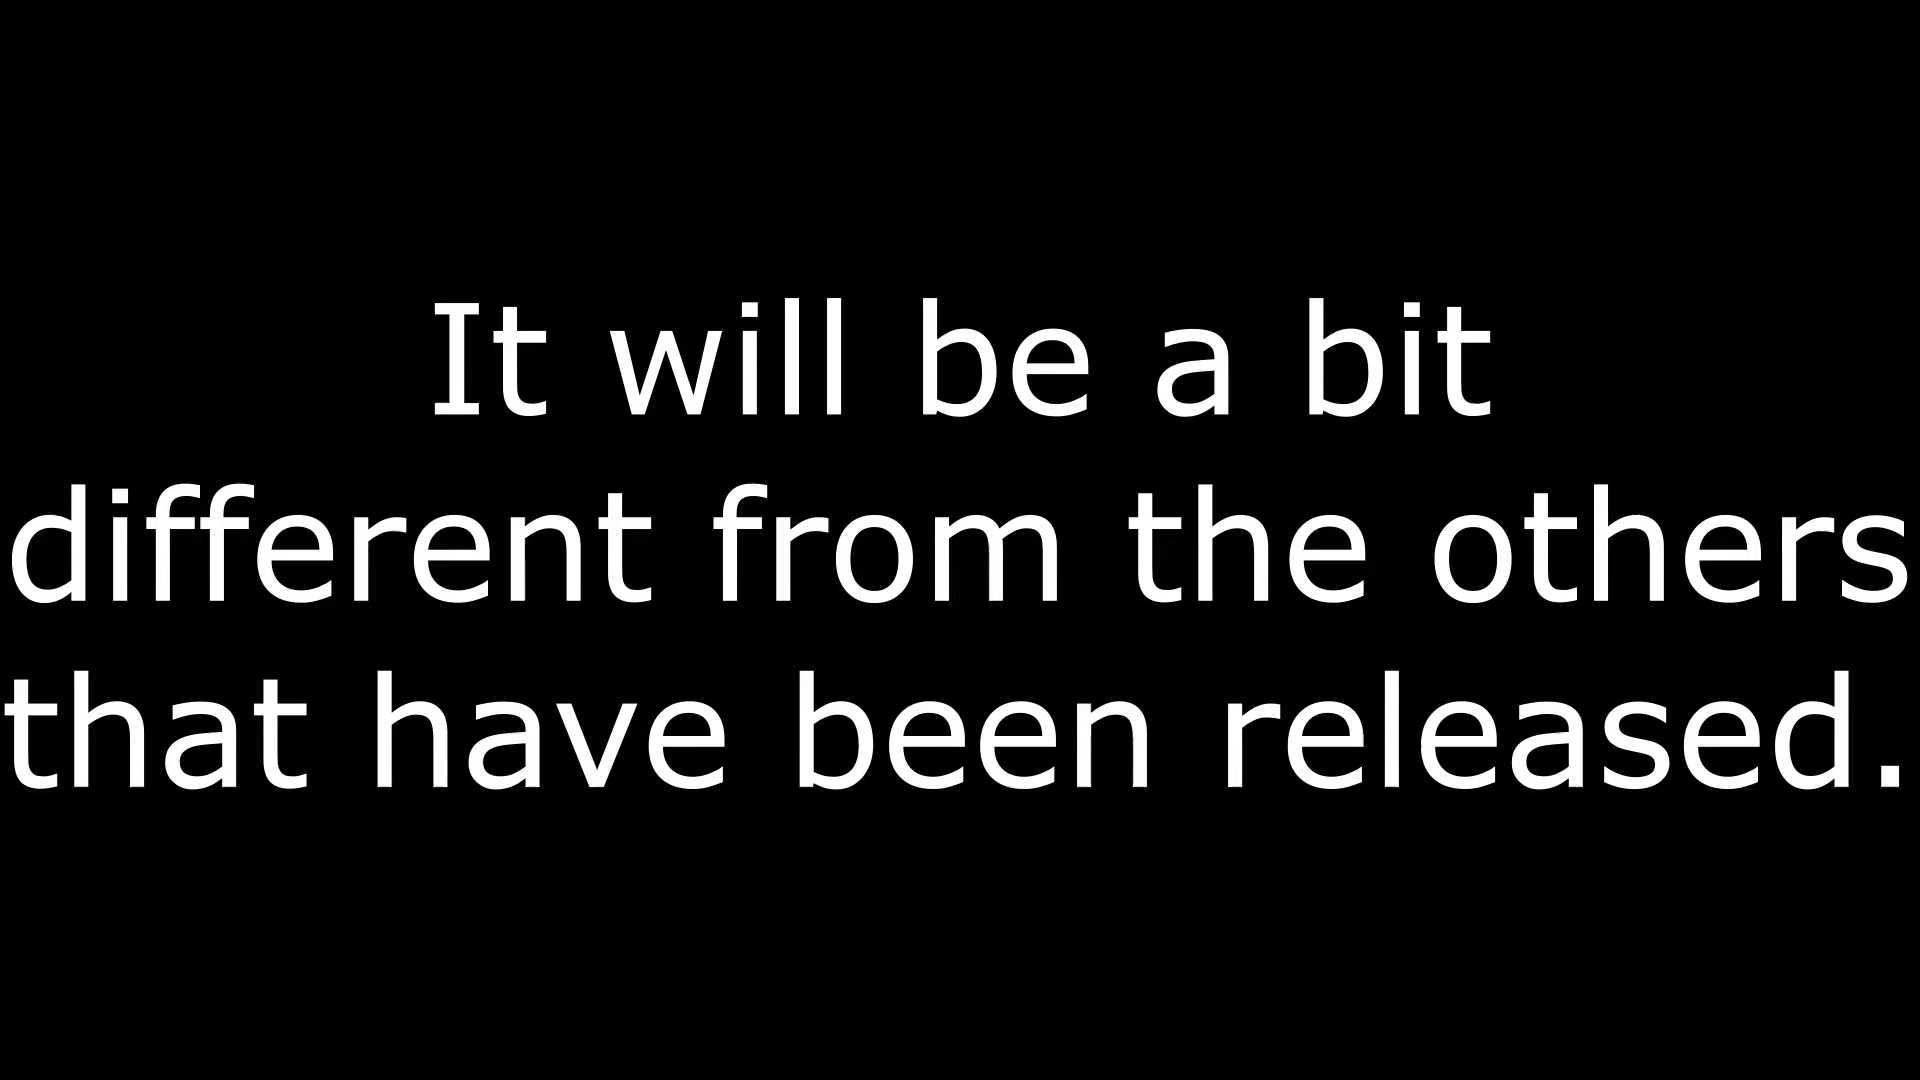 It will be a bit
different from the others
that have been released.